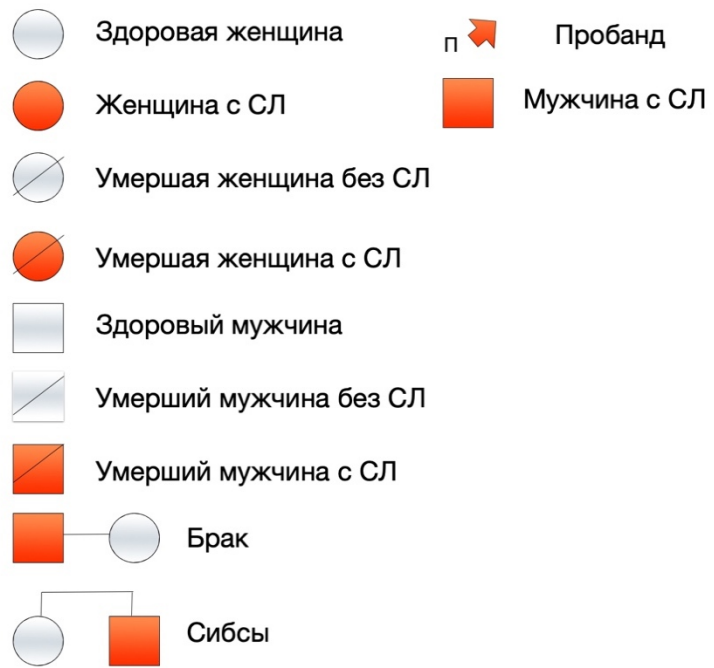 Здоровая женщина
П
Пробанд
Женщина с СЛ
Мужчина с СЛ
Умершая женщина без СЛ
Умершая женщина с СЛ
Здоровый мужчина
Умерший мужчина без СЛ
Умерший мужчина с СЛ
Брак
Сибсы